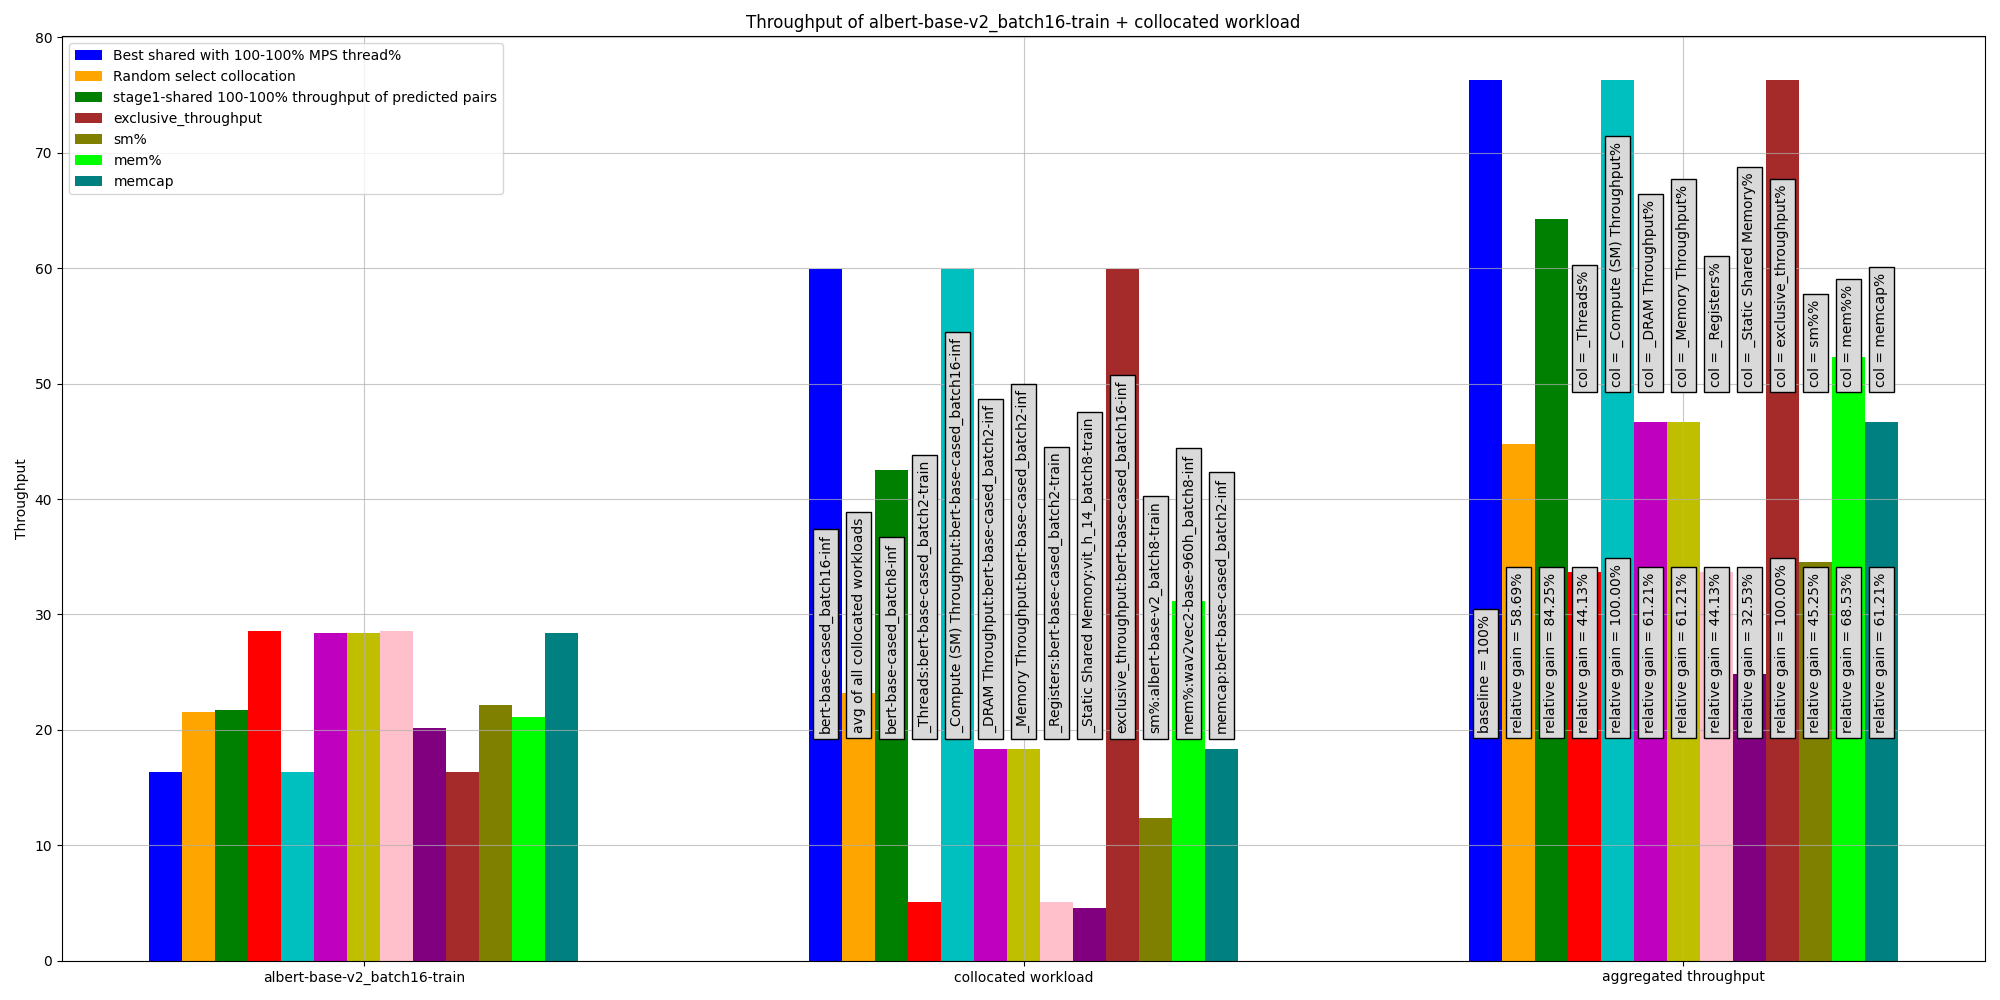 Throughput of albert-base-v2_batch16-train + collocated workload
Best shared with 100-100% MPS thread%
Random select collocation
stage1-shared 100-100% throughput of predicted pairs
exclusive_throughput
sm%
mem%
memcap
Throughput
80
70
60
50
40
30
20
10
0
bert-base-cased_batch16-inf
avg of all collocated workloads
bert-base-cased_batch8-inf
_Threads:bert-base-cased_batch2-train
_Compute (SM) Throughput:bert-base-cased_batch16-inf
_DRAM Throughput:bert-base-cased_batch2-inf
_Memory Throughput:bert-base-cased_batch2-inf
_Registers:bert-base-cased_batch2-train
_Static Shared Memory:vit_h_14_batch8-train
exclusive_throughput:bert-base-cased_batch16-inf
sm%:albert-base-v2_batch8-train
mem%:wav2vec2-base-960h_batch8-inf
memcap:bert-base-cased_batch2-inf
col = _Threads%
col = _Compute (SM) Throughput%
col = _DRAM Throughput%
col = _Memory Throughput%
col = _Registers%
col = _Static Shared Memory%
col = exclusive_throughput%
col = sm%%
col = mem%%
col = memcap%
baseline = 100%
relative gain = 58.69%
relative gain = 84.25%
relative gain = 44.13%
relative gain = 100.00%
relative gain = 61.21%
relative gain = 61.21%
relative gain = 44.13%
relative gain = 32.53%
relative gain = 100.00%
relative gain = 45.25%
relative gain = 68.53%
relative gain = 61.21%
albert-base-v2_batch16-train
collocated workload
aggregated throughput